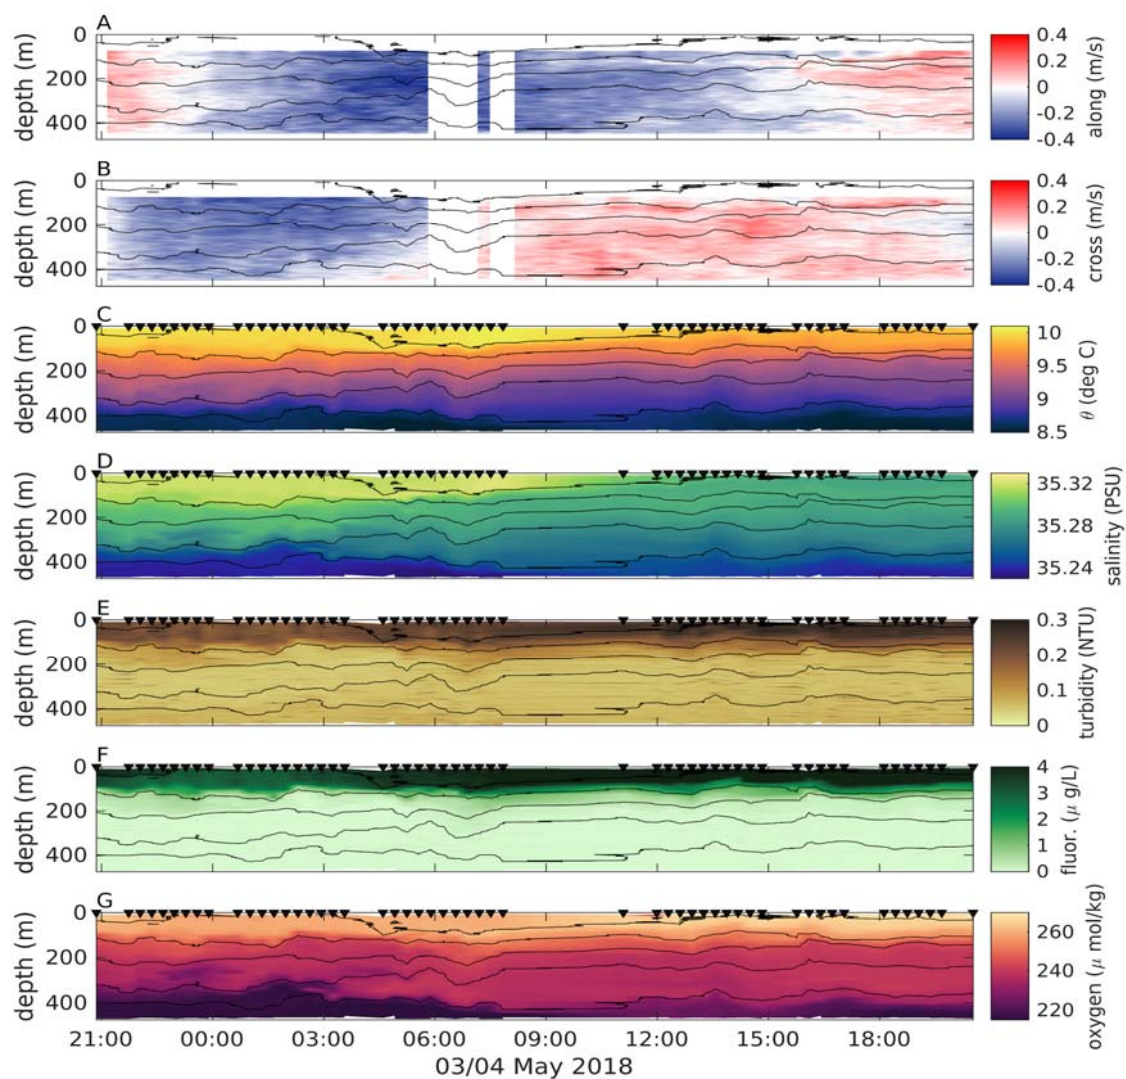 A
depth (m)
0
200
400
0.4
0.2
0
-0.2
-0.4
along (m/s)
B
depth (m)
0
200
400
0.4
0.2
0
-0.2
-0.4
cross (m/s)
C
depth (m)
0
200
400
10
9.5
9
8.5
θ (deg C)
D
depth (m)
0
200
400
35.32
35.28
35.24
salinity (PSU)
E
depth (m)
0
200
400
0.3
0.2
0.1
0
turbidity (NTU)
F
depth (m)
0
200
400
4
3
2
1
0
fluor. (μ g/L)
G
depth (m)
0
200
400
260
240
220
oxygen (μ mol/kg)
21:00 00:00 03:00 06:00 09:00 12:00 15:00 18:00
03/04 May 2018